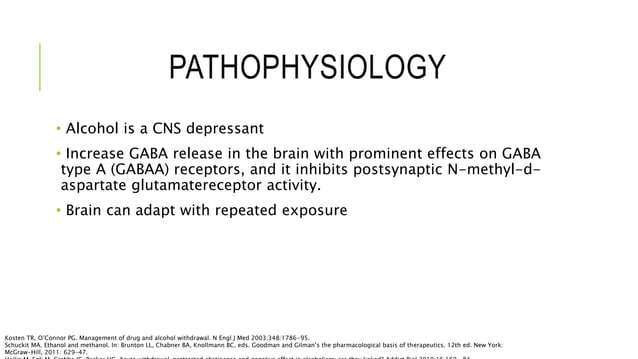 PATHOPHYSIOLOGY
• Alcohol is a CNS depressant
• Increase GABA release in the brain with prominent effects on GABA
type A (GABAA) receptors, and it inhibits postsynaptic N-methyl-d-
aspartate glutamatereceptor activity.
• Brain can adapt with repeated exposure
Kosten TR, O'Connor PG. Management of drug and alcohol withdrawal. N Engl J Med 2003;348:1786-95.
Schuckit MA. Ethanol and methanol. In: Brunton LL, Chabner BA, Knollmann BC, eds. Goodman and Gilman's the pharmacological basis of therapeutics. 12th ed. New York:
McGraw-Hill, 2011: 629-47.